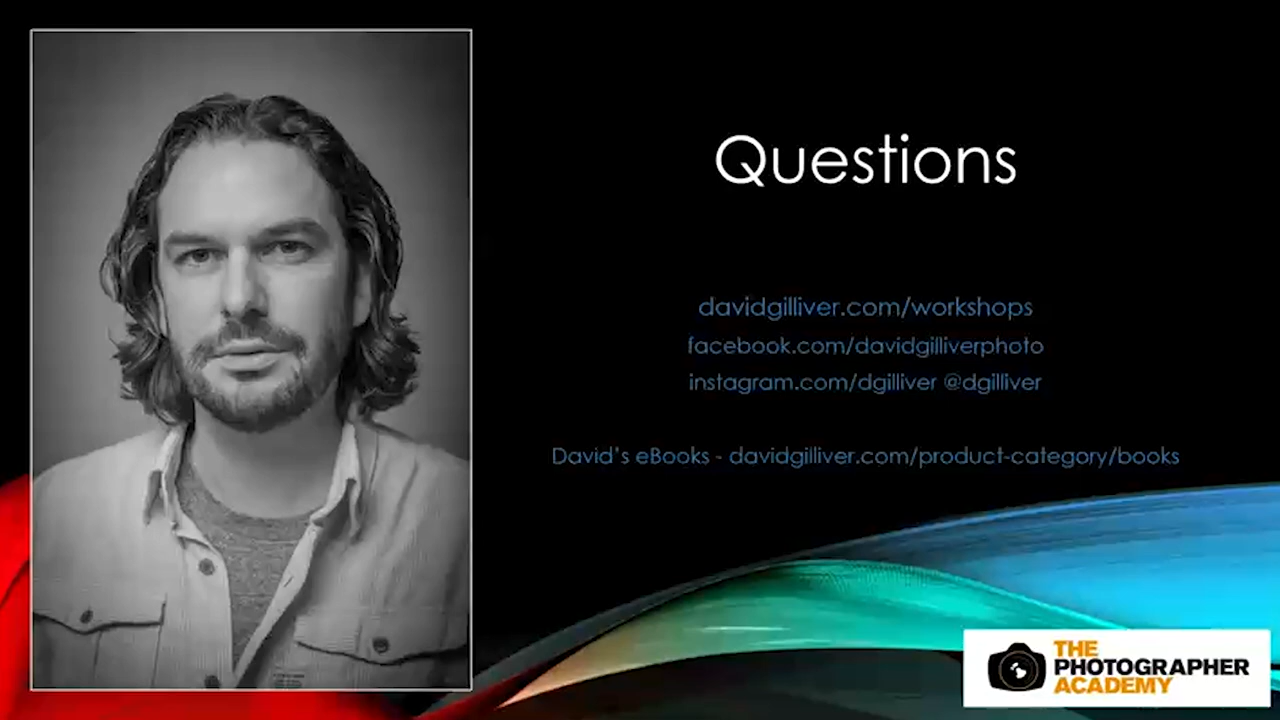 Questions
davidgilliver.com/workshops
facebook.com/davidgilliverphoto
instagram.com/dgilliver @dgilliver
David's eBooks - davidgilliver.com/product-category/books
THE
PHOTOGRAPHER
ACADEMY